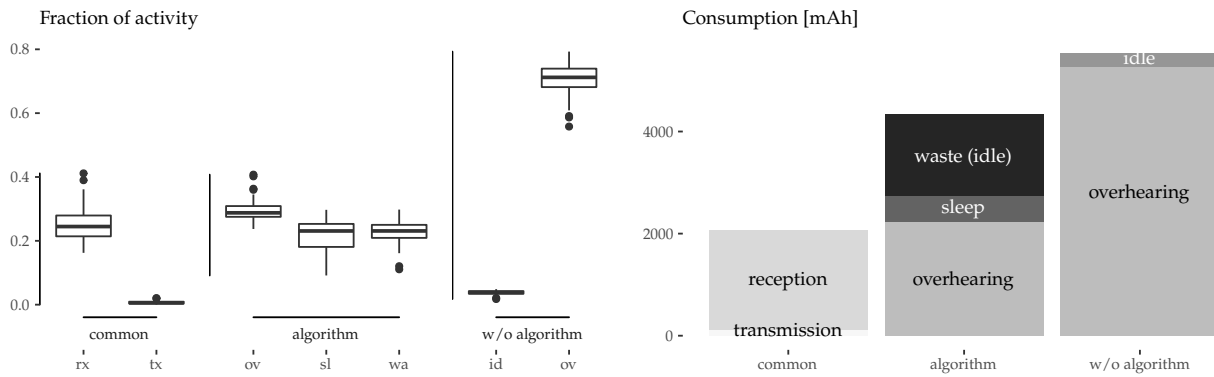 Fraction of activity
0.8
0.6
0.4
0.2
0.0
common
algorithm
w/o algorithm
rx
tx
ov
sl
wa
id
ov
Consumption [mAh]
4000
2000
0
reception
transmission
waste (idle)
sleep
overhearing
idle
overhearing
common
algorithm
w/o algorithm